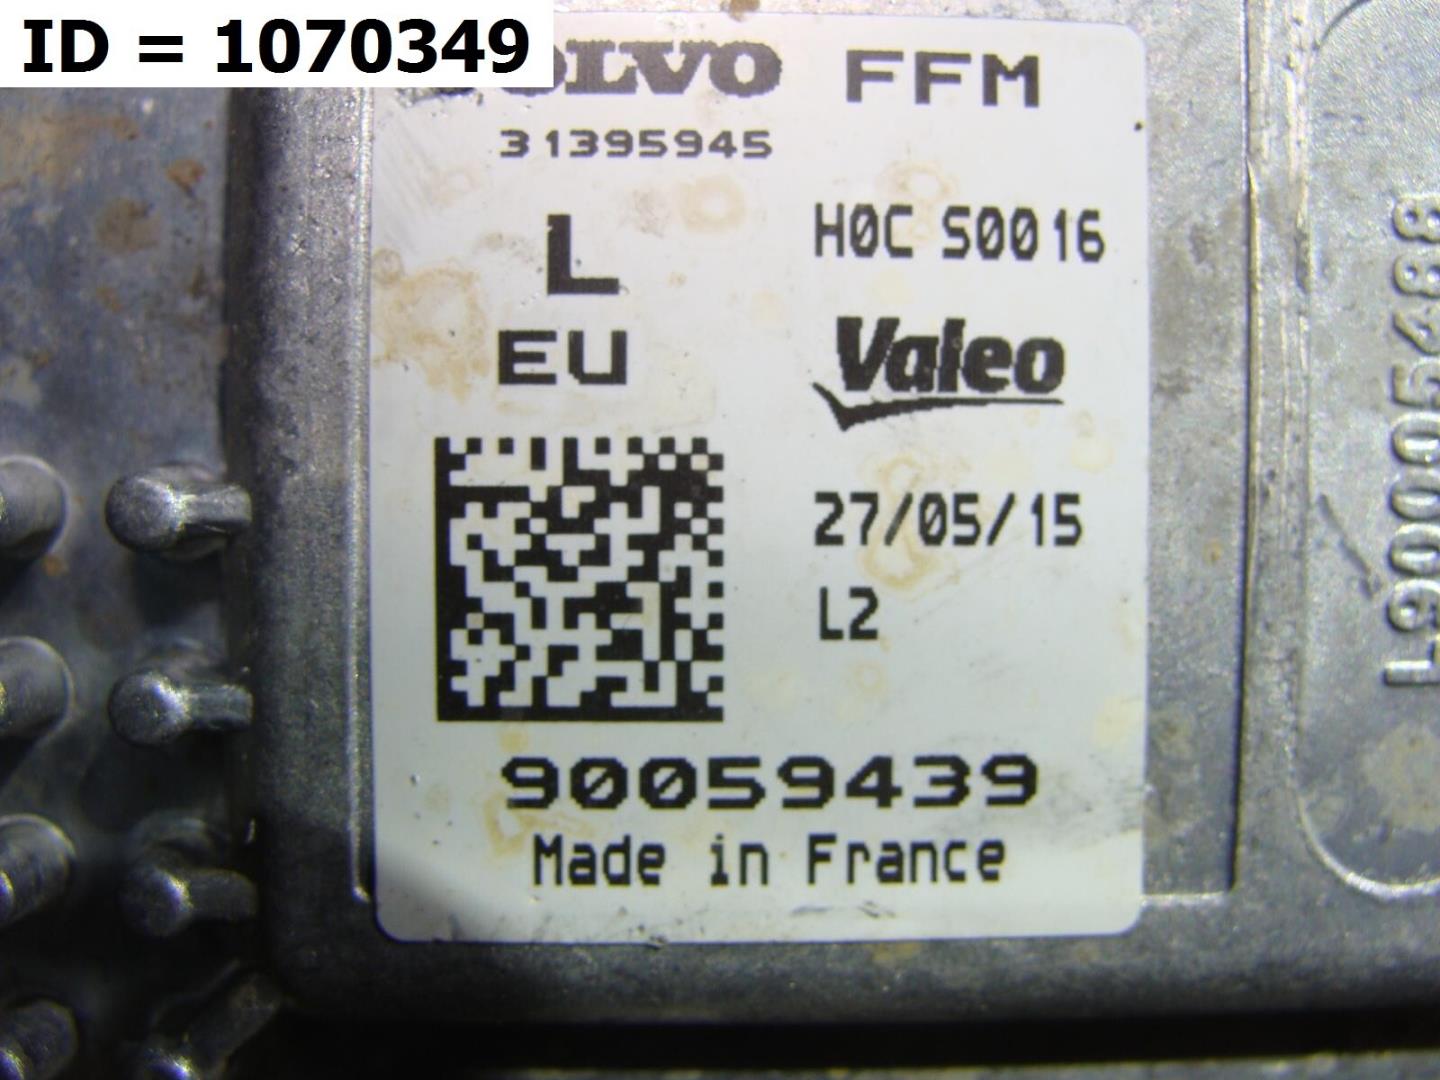 ID = 1070349
VOLVO FFM
31395945
L
H0C S0016
EU
Valeo
27/05/15
L2
90059439
Made in France
L90005488